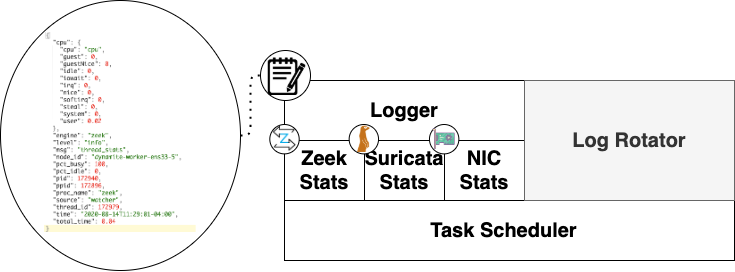 {
"cpu": {
"cpu": "cpu",
"guest": 0,
"guestNice": 0,
"idle": 0,
"iowait": 0,
"irq": 0,
"nice": 0,
"softirq": 0,
"steal": 0,
"system": 0,
"user": 0.02
},
"engine": "zeek",
"level": "info",
"msg": "thread_stats",
"node_id": "dynamite-worker-ens33-5",
"pct_busy": 100,
"pct_idle": 0,
"pid": 172940,
"ppid": 172896,
"proc_name": "zeek",
"source": "watcher",
"thread_id": 172979,
"time": "2020-08-14T11:29:01-04:00",
"total_time": 0.04
}
Logger
Zeek Stats
Suricata Stats
NIC Stats
Log Rotator
Task Scheduler